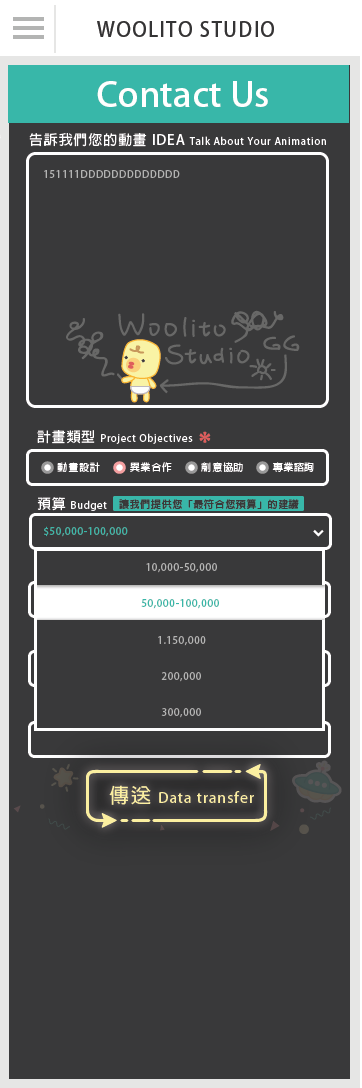 WOOLITO STUDIO
Contact Us
告訴我們您的動畫 IDEA Talk About Your Animation
151111DDDDDDDDDDDDD
Woolito
Studio
GG
計畫類型 Project Objectives *
動畫設計 異業合作 創意協助 專業諮詢
預算 Budget 讓我們提供您「最符合您預算」的建議
$50,000-100,000
10,000-50,000
50,000-100,000
1.150,000
200,000
300,000
傳送 Data transfer